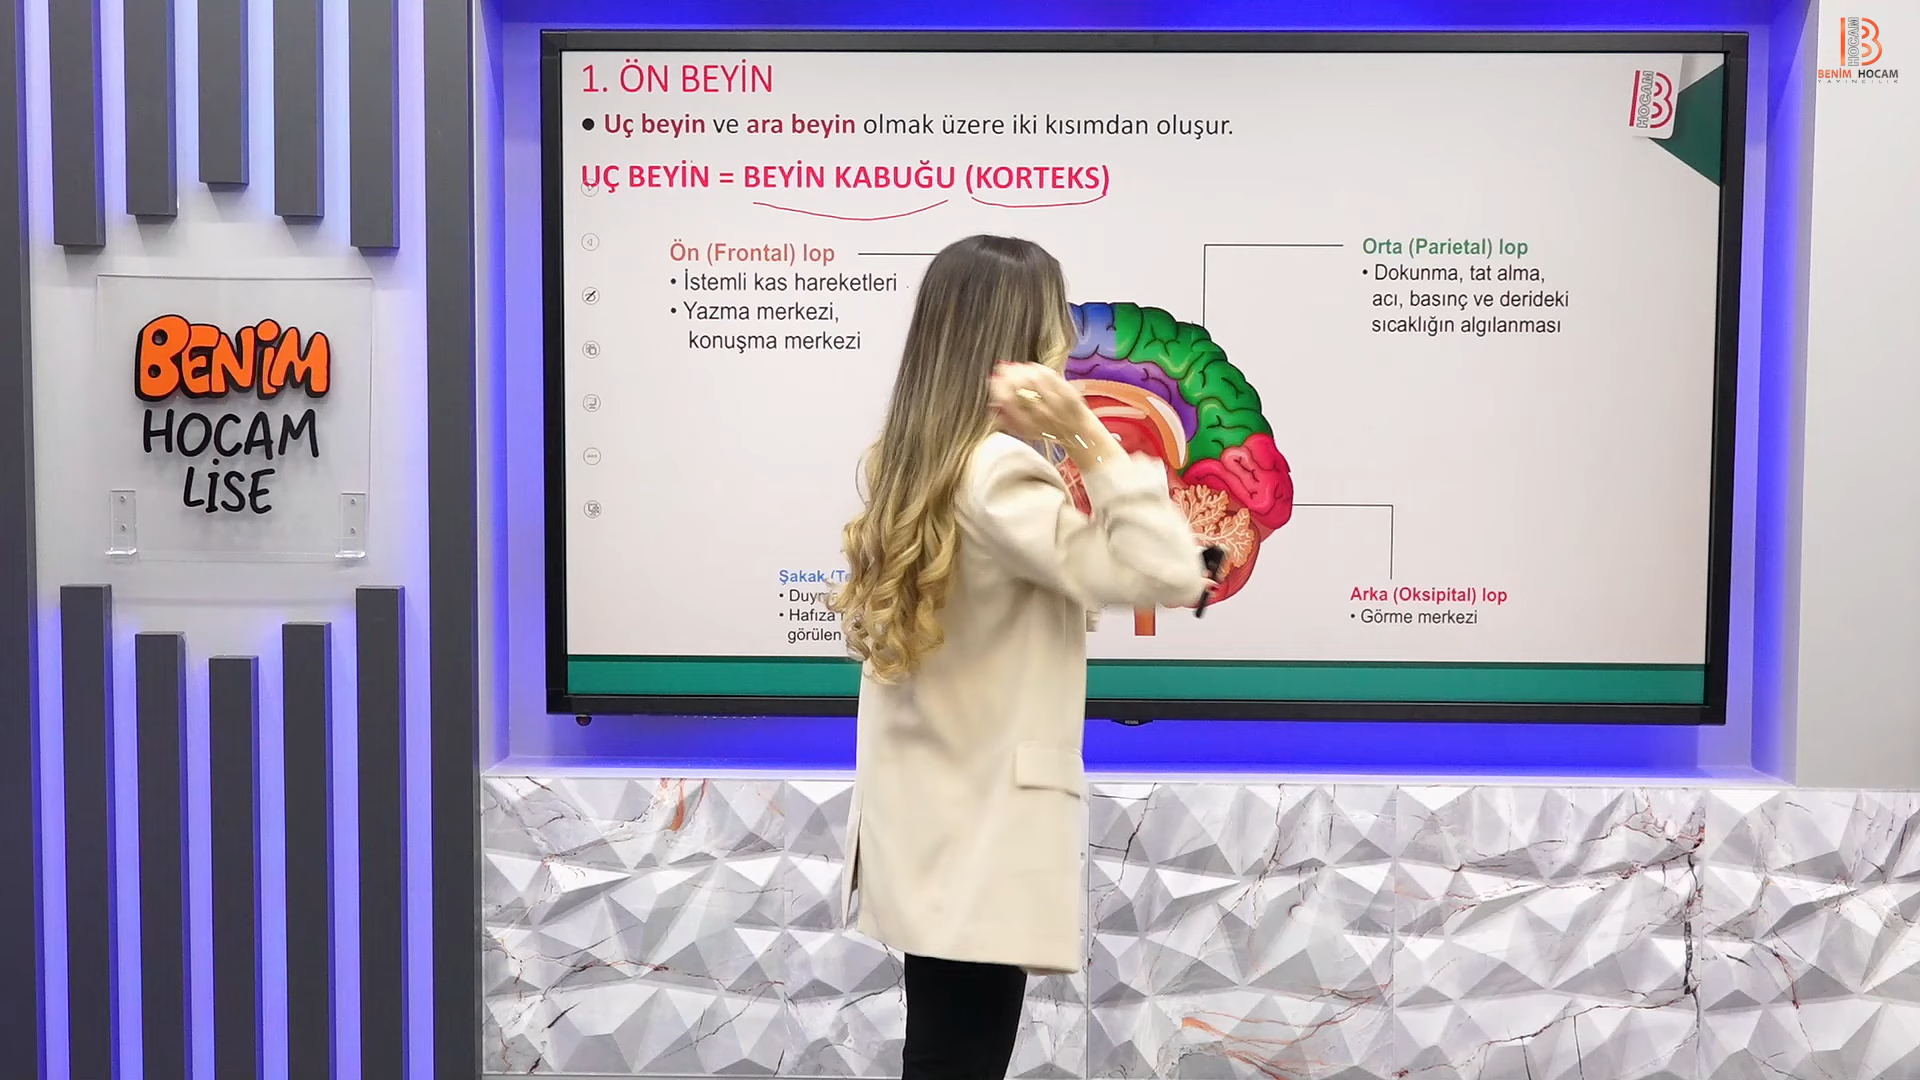 1. ÖN BEYİN
● Uç beyin ve ara beyin olmak üzere iki kısımdan oluşur.
UÇ BEYİN = BEYİN KABUĞU (KORTEKS)
Ön (Frontal) lop
• İstemli kas hareketleri
• Yazma merkezi,
konuşma merkezi
Orta (Parietal) lop
• Dokunma, tat alma,
acı, basınç ve derideki
sıcaklığın algılanması
Şakak
• Hafıza
görülen
Arka (Oksipital) lop
• Görme merkezi
BENİM
HOCAM
LİSE
B HOCAM
B HOCAM
BENİM HOCAM
YAYINCILIK